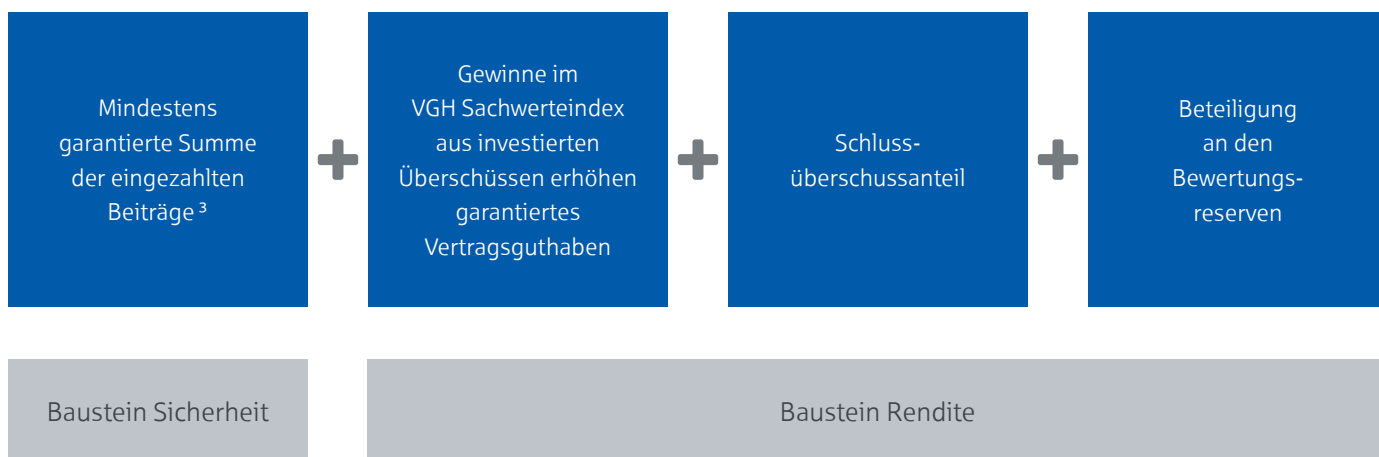 Mindestens
garantierte Summe
der eingezahlten
Beiträge ³
Gewinne im
VGH Sachwerteindex
aus investierten
Überschüssen erhöhen
garantiertes
Vertragsguthaben
Schluss-
überschussanteil
Beteiligung
an den
Bewertungs-
reserven
Baustein Sicherheit
Baustein Rendite